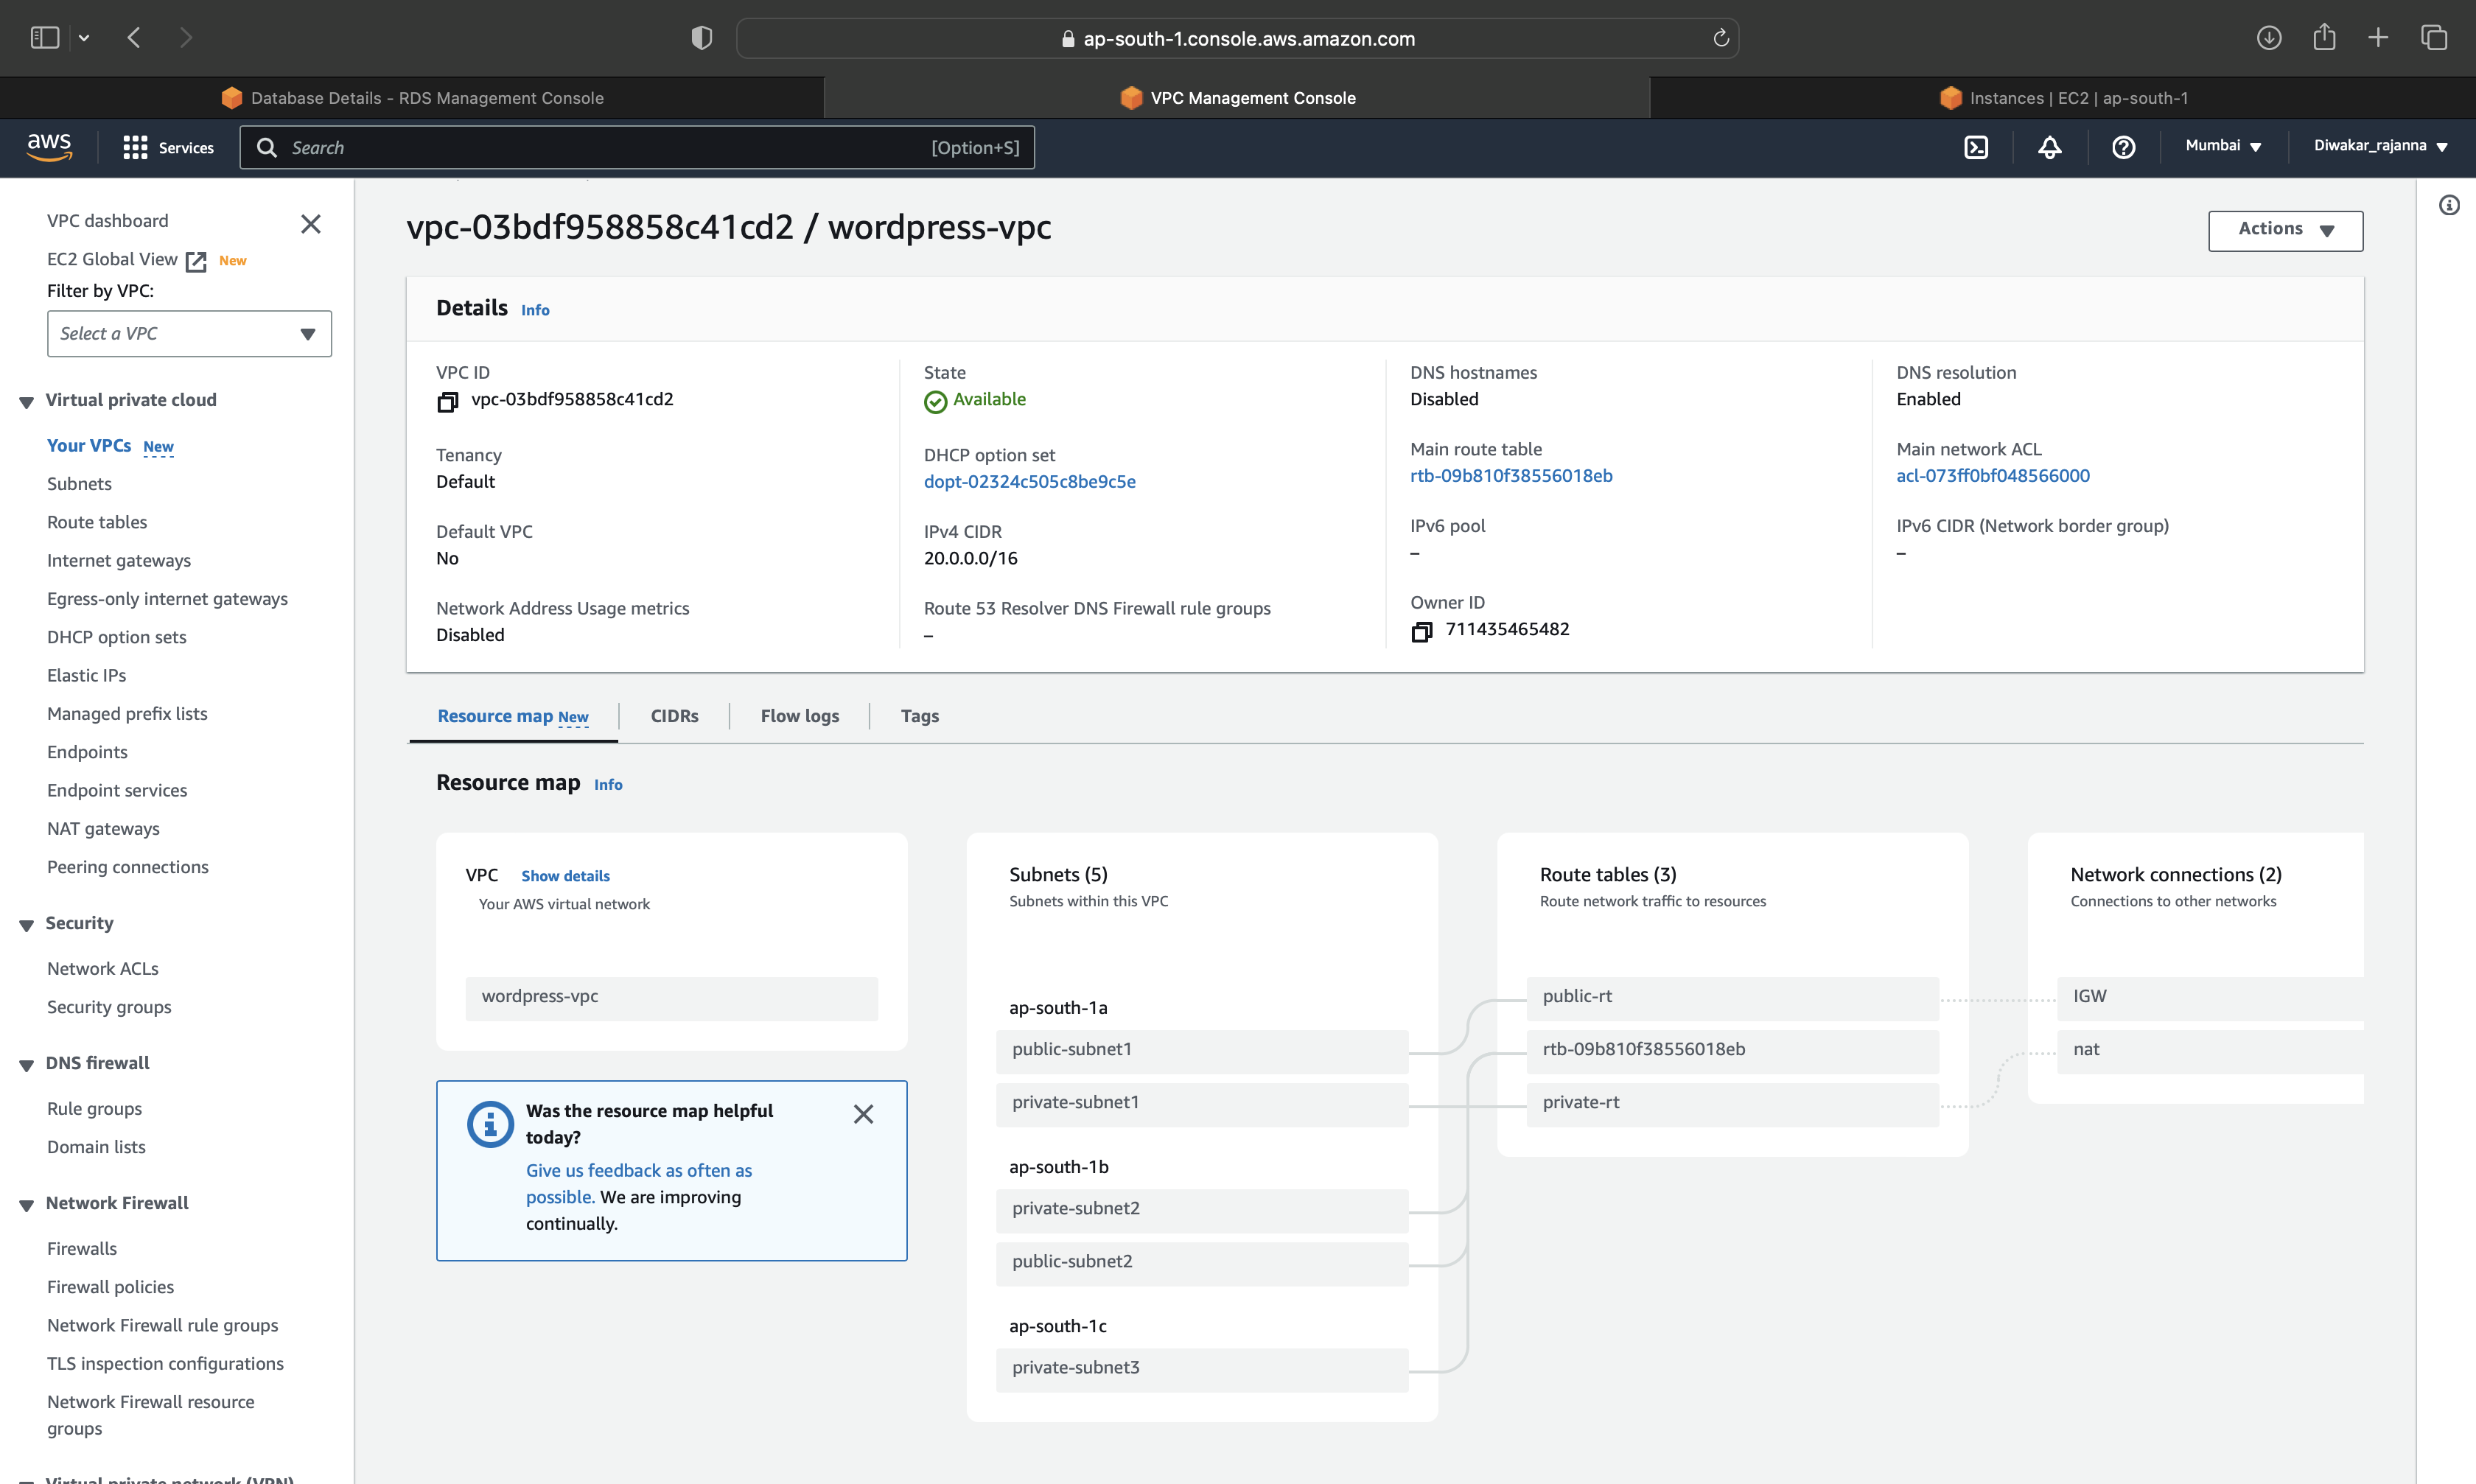 ap-south-1.console.aws.amazon.com
Database Details - RDS Management Console
VPC Management Console
Instances | EC2 | ap-south-1
aws
Services
Search
[Option+S]
Mumbai
Diwakar_rajanna
VPC dashboard
EC2 Global View New
Filter by VPC:
Select a VPC
Virtual private cloud
Your VPCs New
Subnets
Route tables
Internet gateways
Egress-only internet gateways
DHCP option sets
Elastic IPs
Managed prefix lists
Endpoints
Endpoint services
NAT gateways
Peering connections
Security
Network ACLs
Security groups
DNS firewall
Rule groups
Domain lists
Network Firewall
Firewalls
Firewall policies
Network Firewall rule groups
TLS inspection configurations
Network Firewall resource
groups
Virtual private network (VPN)
vpc-03bdf958858c41cd2 / wordpress-vpc
Actions
Details Info
VPC ID
vpc-03bdf958858c41cd2
Tenancy
Default
Default VPC
No
Network Address Usage metrics
Disabled
State
Available
DHCP option set
dopt-02324c505c8be9c5e
IPv4 CIDR
20.0.0.0/16
Route 53 Resolver DNS Firewall rule groups
–
DNS hostnames
Disabled
Main route table
rtb-09b810f38556018eb
IPv6 pool
–
Owner ID
711435465482
DNS resolution
Enabled
Main network ACL
acl-073ff0bf048566000
IPv6 CIDR (Network border group)
–
Resource map New
CIDRs
Flow logs
Tags
Resource map Info
VPC Show details
Your AWS virtual network
wordpress-vpc
Was the resource map helpful
today?
Give us feedback as often as
possible. We are improving
continually.
Subnets (5)
Subnets within this VPC
ap-south-1a
public-subnet1
private-subnet1
ap-south-1b
private-subnet2
public-subnet2
ap-south-1c
private-subnet3
Route tables (3)
Route network traffic to resources
public-rt
rtb-09b810f38556018eb
private-rt
Network connections (2)
Connections to other networks
IGW
nat